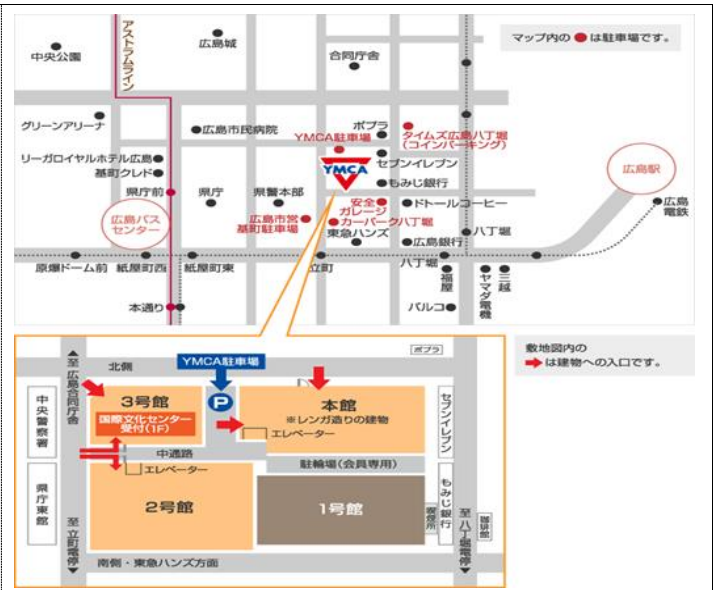 アストラムライン
中央公園
広島城
合同庁舎
マップ内の●は駐車場です。
グリーンアリーナ
広島市民病院
YMCA駐車場
ポプラ
タイムズ広島八丁堀
(コインパーキング)
リーガロイヤルホテル広島
基町クレド
セブンイレブン
YMCA
もみじ銀行
広島駅
県庁前
県庁
県警本部
安全
ガレージ
ドトールコーヒー
広島
電鉄
広島バス
センター
広島市営
基町駐車場
カーパーク八丁堀
東急ハンズ
広島銀行
八丁堀
原爆ドーム前
紙屋町西
紙屋町東
立町
八丁堀
福屋
ヤマダ電機
三越
本通り
パルコ
至広島合同庁舎
北側
YMCA駐車場
ポプラ
敷地図内の
➡は建物への入口です。
中央警察署
3号館
国際文化センター
受付(1F)
P
本館
※レンガ造りの建物
エレベーター
セブンイレブン
中通路
エレベーター
駐輪場(会員専用)
県庁東館
2号館
1号館
喫煙所
もみじ銀行
至八丁堀電停
珈琲館
至立町電停
南側・東急ハンズ方面